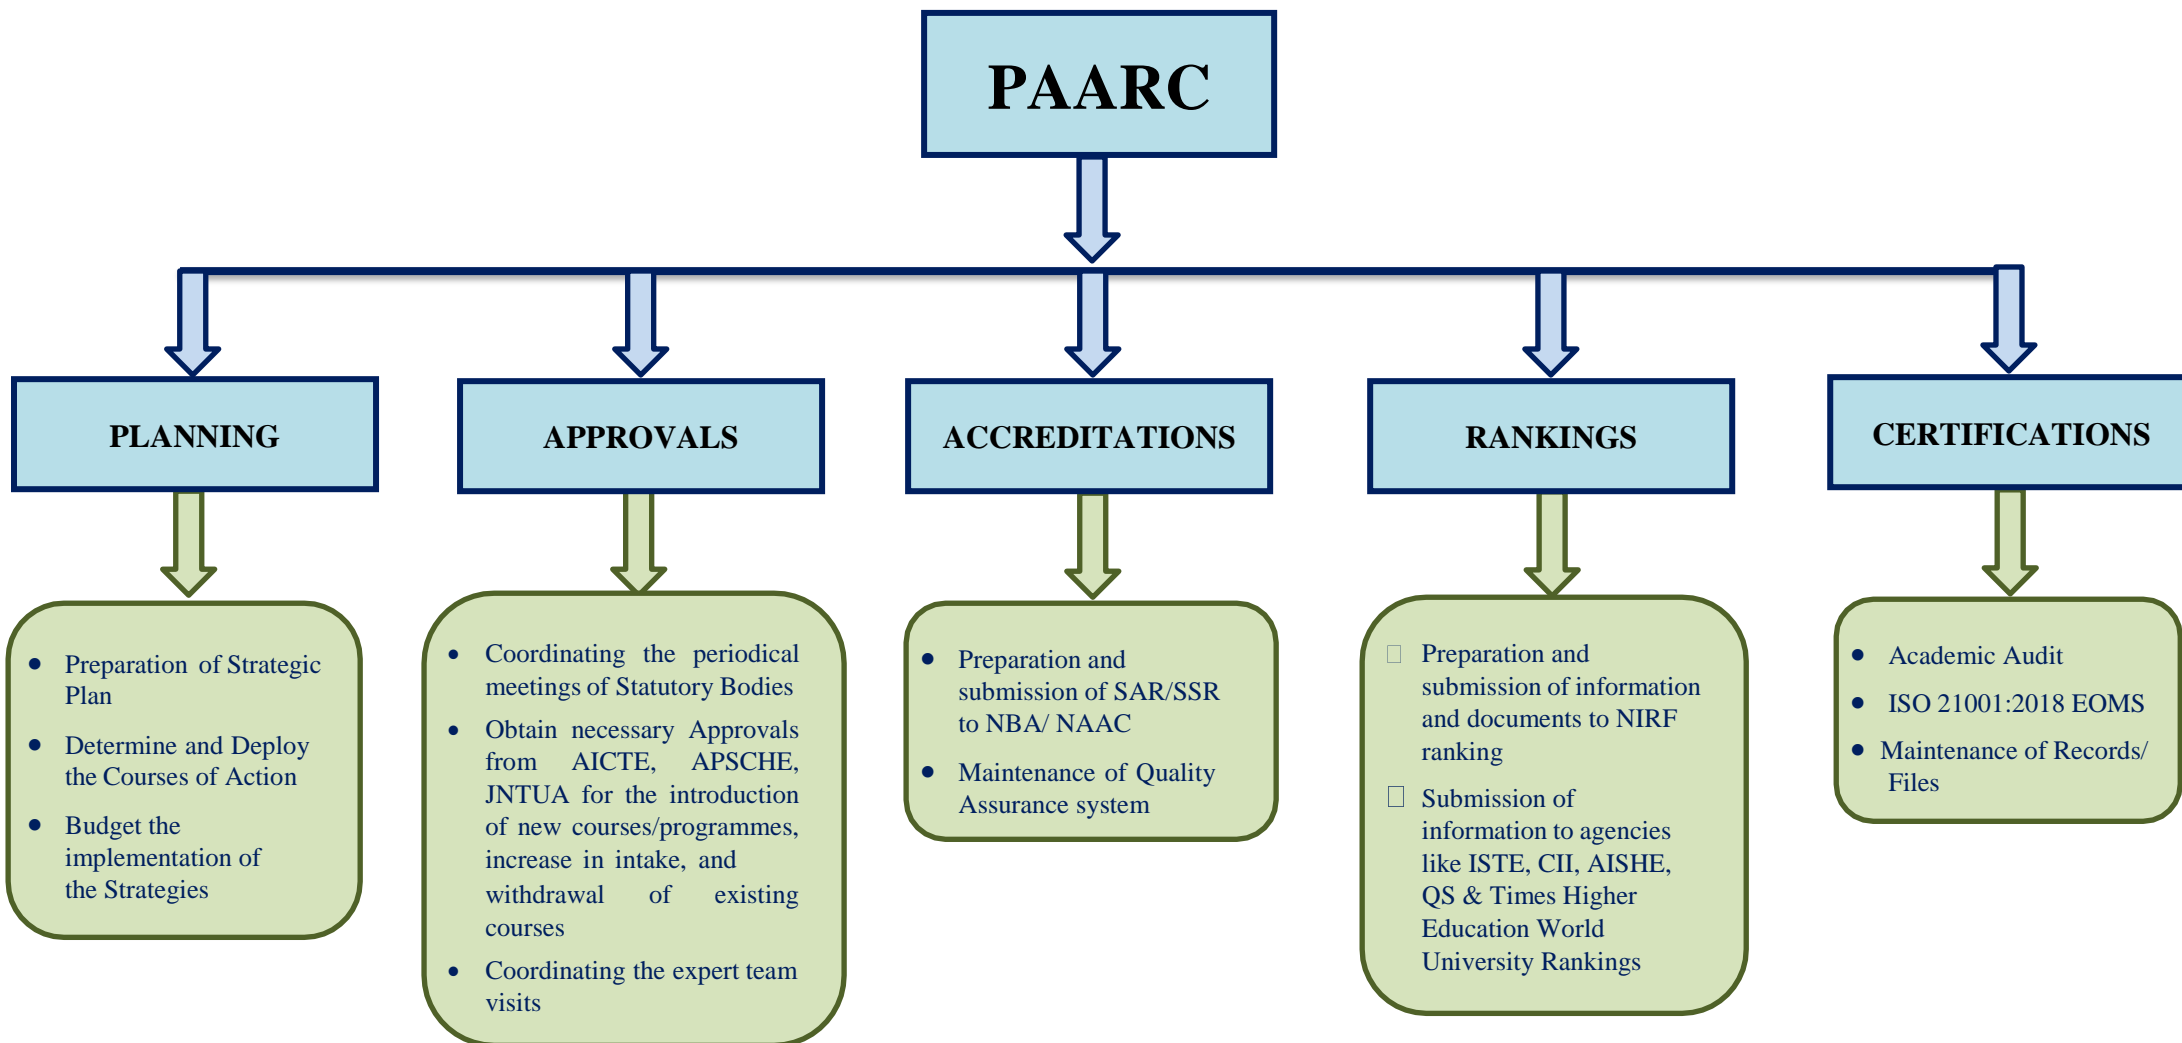 PAARC
PLANNING
APPROVALS
ACCREDITATIONS
RANKINGS
CERTIFICATIONS
● Preparation of Strategic
Plan
● Determine and Deploy
the Courses of Action
● Budget the
implementation of
the Strategies
● Coordinating the periodical
meetings of Statutory Bodies
● Obtain necessary Approvals
from AICTE, APSCHE,
JNTUA for the introduction
of new courses/programmes,
increase in intake, and
withdrawal of existing
courses
● Coordinating the expert team
visits
● Preparation and
submission of SAR/SSR
to NBA/ NAAC
● Maintenance of Quality
Assurance system
□ Preparation and
submission of information
and documents to NIRF
ranking
□ Submission of
information to agencies
like ISTE, CII, AISHE,
QS & Times Higher
Education World
University Rankings
● Academic Audit
● ISO 21001:2018 EOMS
● Maintenance of Records/
Files